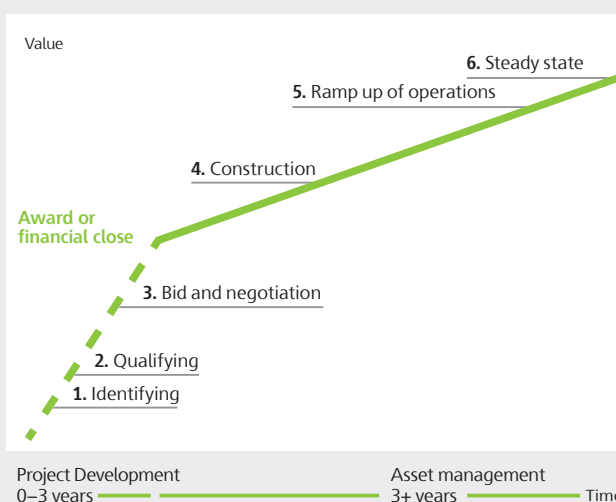 Value
6. Steady state
5. Ramp up of operations
4. Construction
Award or
financial close
3. Bid and negotiation
2. Qualifying
1. Identifying
Project Development
0–3 years
Asset management
3+ years
Time